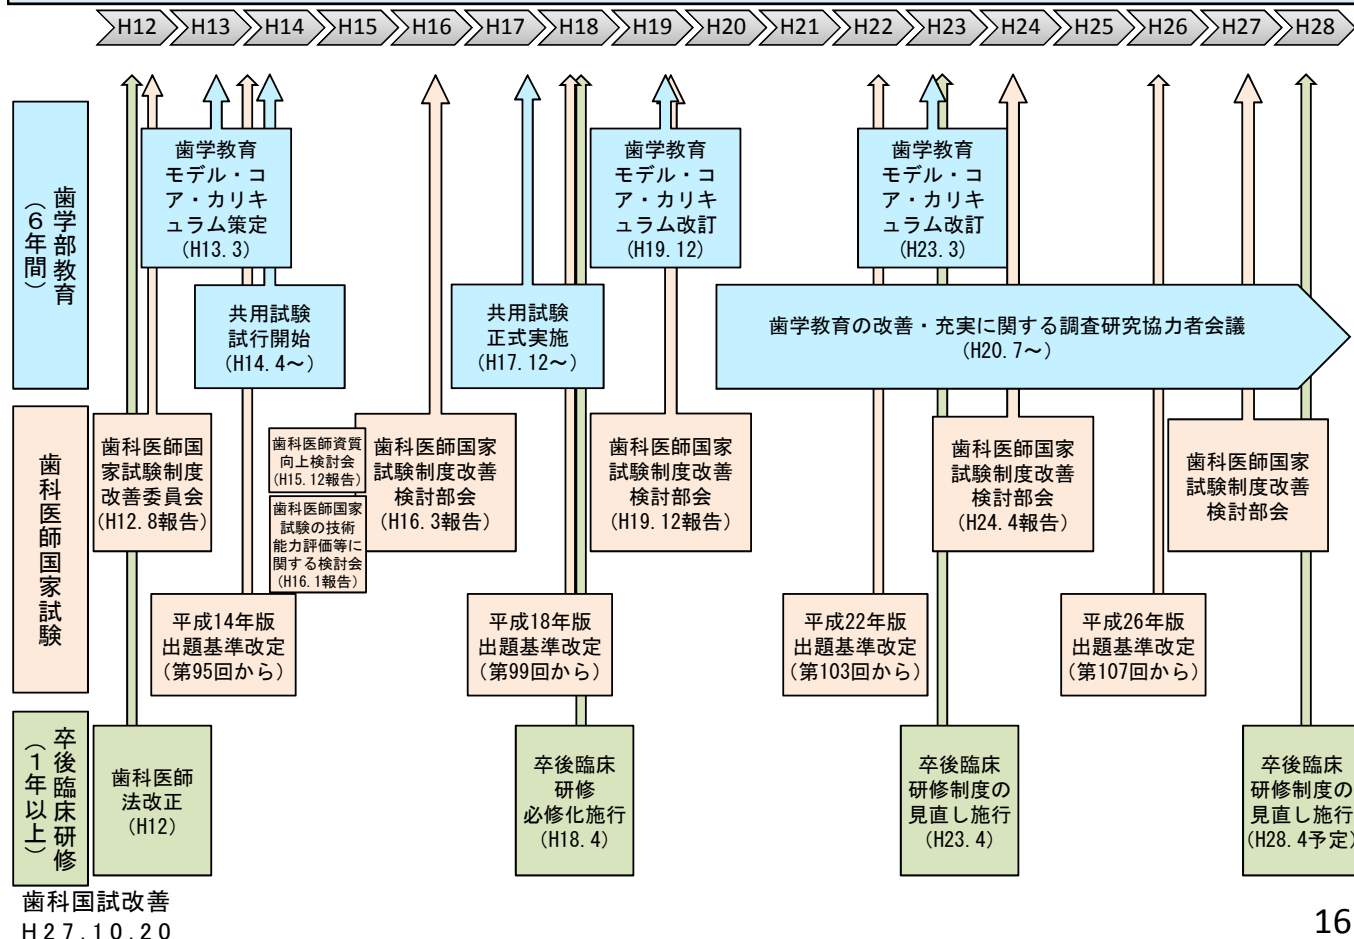 H12
H13
H14
H15
H16
H17
H18
H19
H20
H21
H22
H23
H24
H25
H26
H27
H28
歯学部教育
（６年間）
歯学教育
モデル・コ
ア・カリキ
ュラム策定
(H13.3)
歯学教育
モデル・コ
ア・カリキ
ュラム改訂
(H19.12)
歯学教育
モデル・コ
ア・カリキ
ュラム改訂
(H23.3)
共用試験
試行開始
(H14.4～)
共用試験
正式実施
(H17.12～)
歯学教育の改善・充実に関する調査研究協力者会議
(H20.7～)
歯科医師国家試験
歯科医師国
家試験制度
改善委員会
(H12.8報告)
歯科医師資質
向上検討会
(H15.12報告)
歯科医師国家
試験の技術
能力評価等に
関する検討会
(H16.1報告)
歯科医師国家
試験制度改善
検討部会
(H16.3報告)
歯科医師国家
試験制度改善
検討部会
(H19.12報告)
歯科医師国家
試験制度改善
検討部会
(H24.4報告)
歯科医師国家
試験制度改善
検討部会
平成14年版
出題基準改定
(第95回から)
平成18年版
出題基準改定
(第99回から)
平成22年版
出題基準改定
(第103回から)
平成26年版
出題基準改定
(第107回から)
卒後臨床研修
（１年以上）
歯科医師
法改正
(H12)
卒後臨床
研修
必修化施行
(H18.4)
卒後臨床
研修制度の
見直し施行
(H23.4)
卒後臨床
研修制度の
見直し施行
(H28.4予定)
歯科国試改善
H27.10.20
16